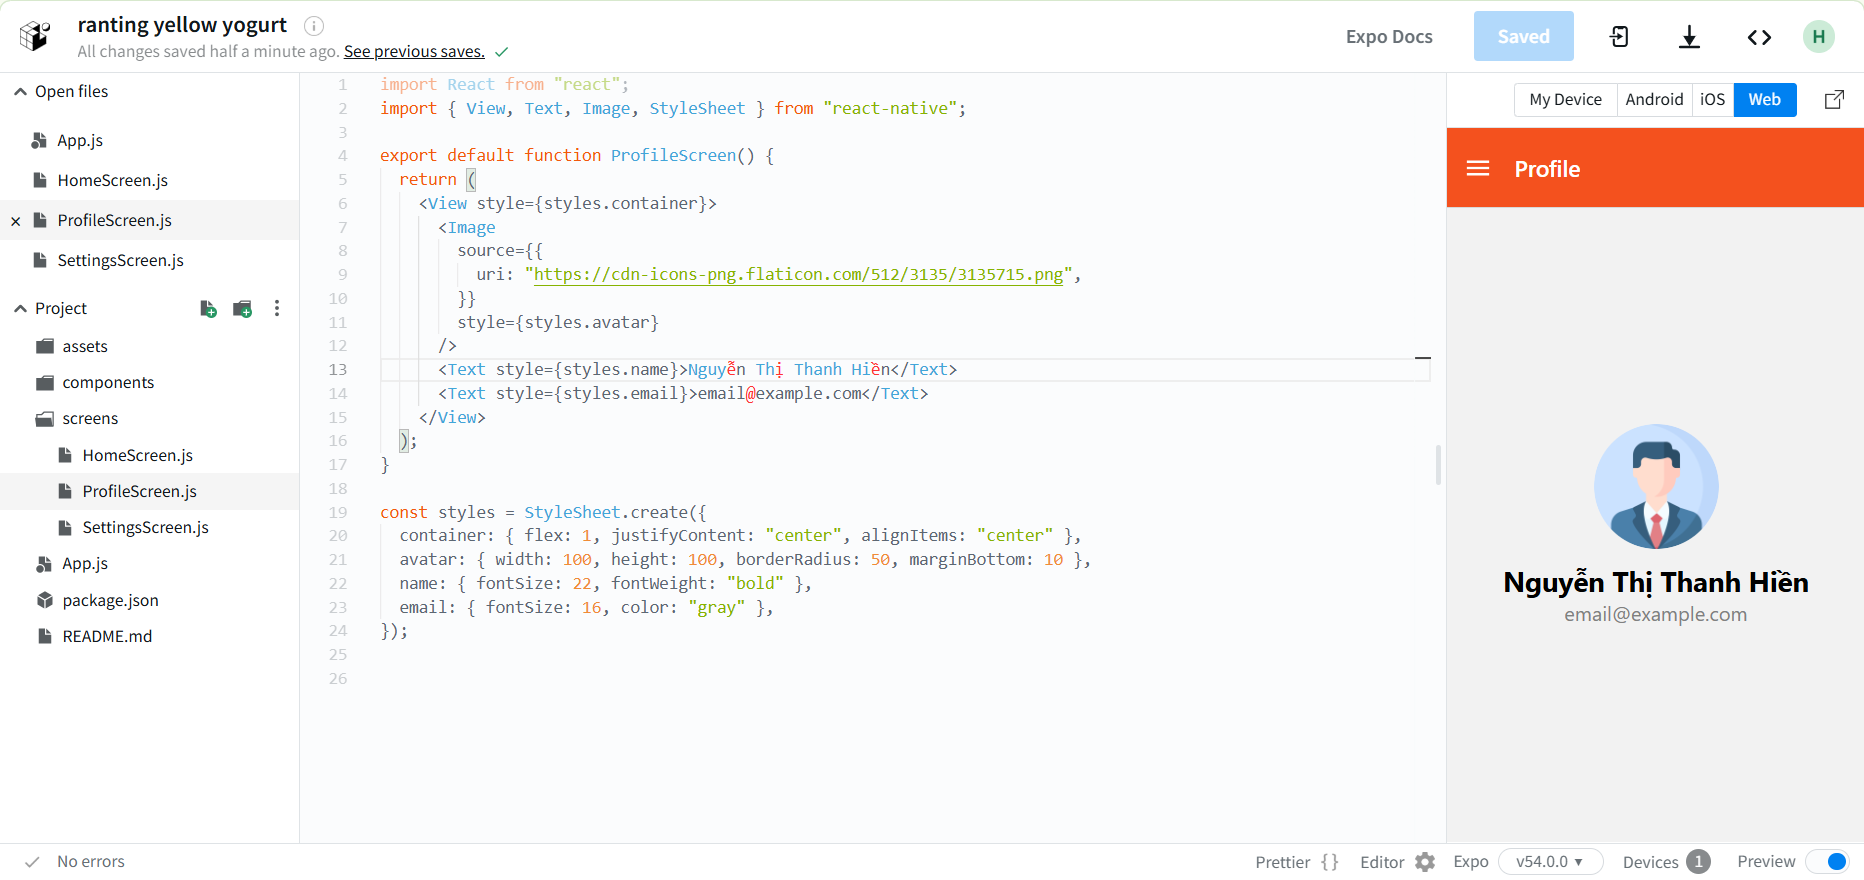 ranting yellow yogurt
All changes saved half a minute ago. See previous saves.
Expo Docs
Saved
H
Open files
App.js
HomeScreen.js
ProfileScreen.js
SettingsScreen.js
Project
assets
components
screens
HomeScreen.js
ProfileScreen.js
SettingsScreen.js
App.js
package.json
README.md
1 import React from "react";
2 import { View, Text, Image, StyleSheet } from "react-native";
3
4 export default function ProfileScreen() {
5 return (
6 <View style={styles.container}>
7 <Image
8 source={{
9 uri: "https://cdn-icons-png.flaticon.com/512/3135/3135715.png",
10 }}
11 style={styles.avatar}
12 />
13 <Text style={styles.name}>Nguyễn Thị Thanh Hiền</Text>
14 <Text style={styles.email}>email@example.com</Text>
15 </View>
16 );
17 }
18
19 const styles = StyleSheet.create({
20 container: { flex: 1, justifyContent: "center", alignItems: "center" },
21 avatar: { width: 100, height: 100, borderRadius: 50, marginBottom: 10 },
22 name: { fontSize: 22, fontWeight: "bold" },
23 email: { fontSize: 16, color: "gray" },
24 });
25
26
My Device Android iOS Web
Profile
Nguyễn Thị Thanh Hiền
email@example.com
No errors
Prettier {} Editor Expo v54.0.0 Devices 1 Preview